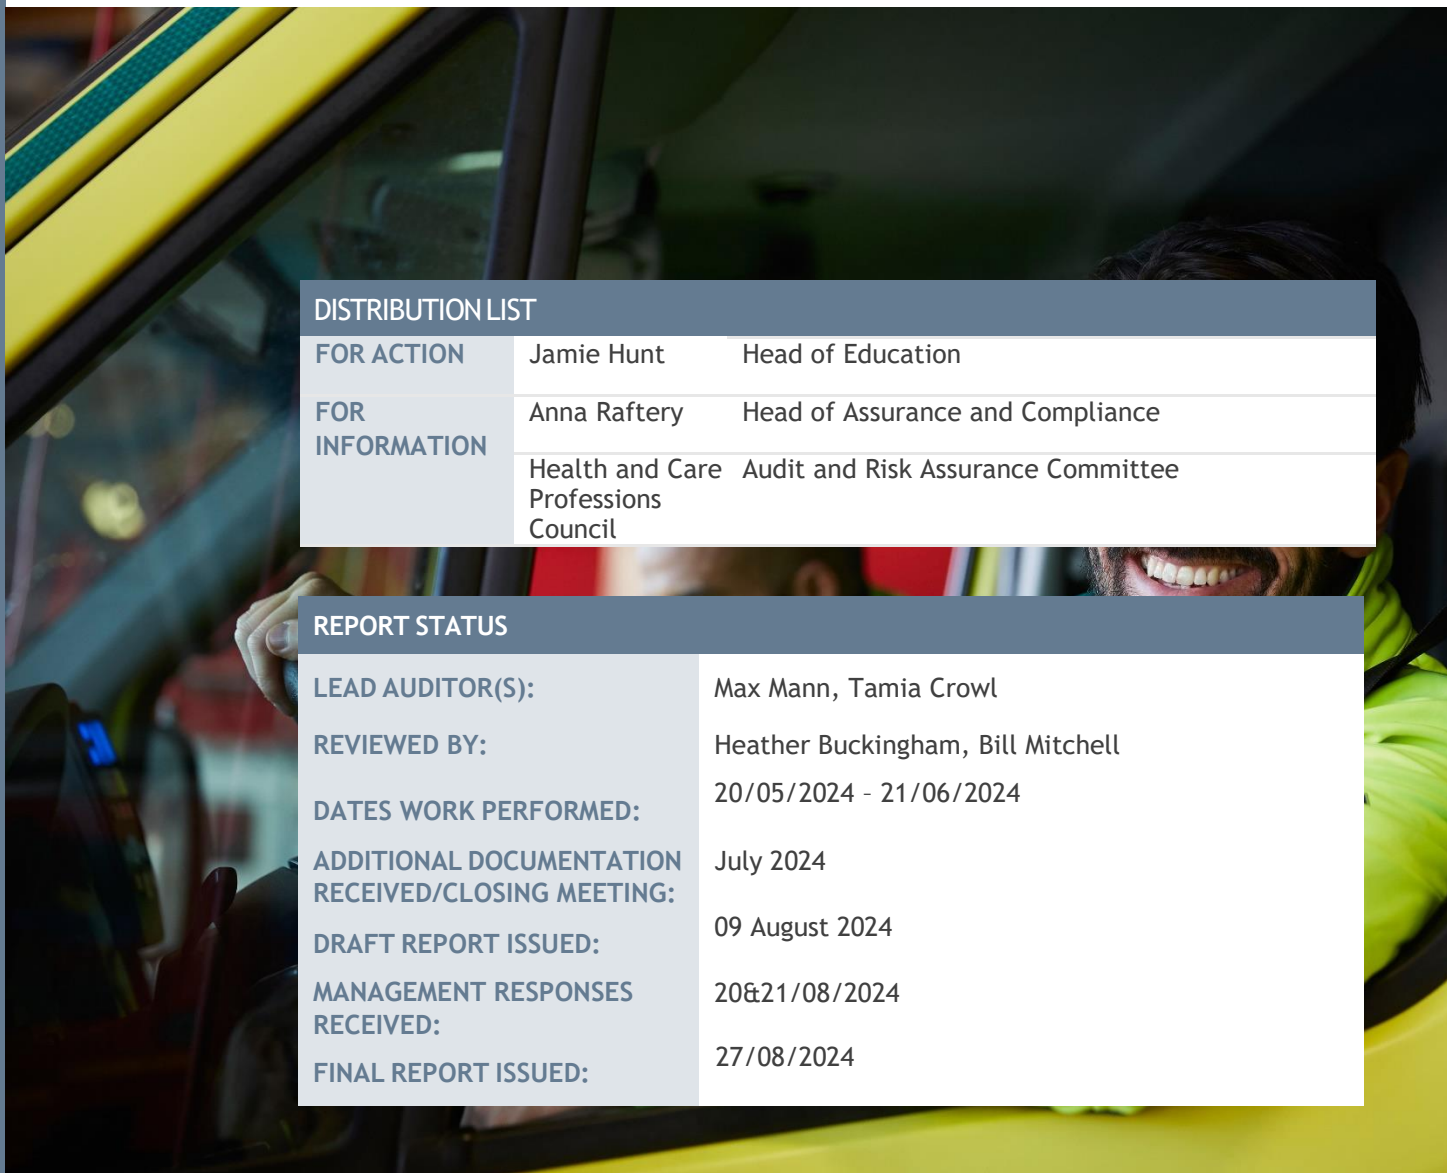 DISTRIBUTION LIST
FOR ACTION Jamie Hunt Head of Education
FOR INFORMATION Anna Raftery Head of Assurance and Compliance
Health and Care Professions Council Audit and Risk Assurance Committee
REPORT STATUS
LEAD AUDITOR(S): Max Mann, Tamia Crowl
REVIEWED BY: Heather Buckingham, Bill Mitchell
DATES WORK PERFORMED: 20/05/2024 – 21/06/2024
ADDITIONAL DOCUMENTATION RECEIVED/CLOSING MEETING: July 2024
DRAFT REPORT ISSUED: 09 August 2024
MANAGEMENT RESPONSES RECEIVED: 20&21/08/2024
FINAL REPORT ISSUED: 27/08/2024